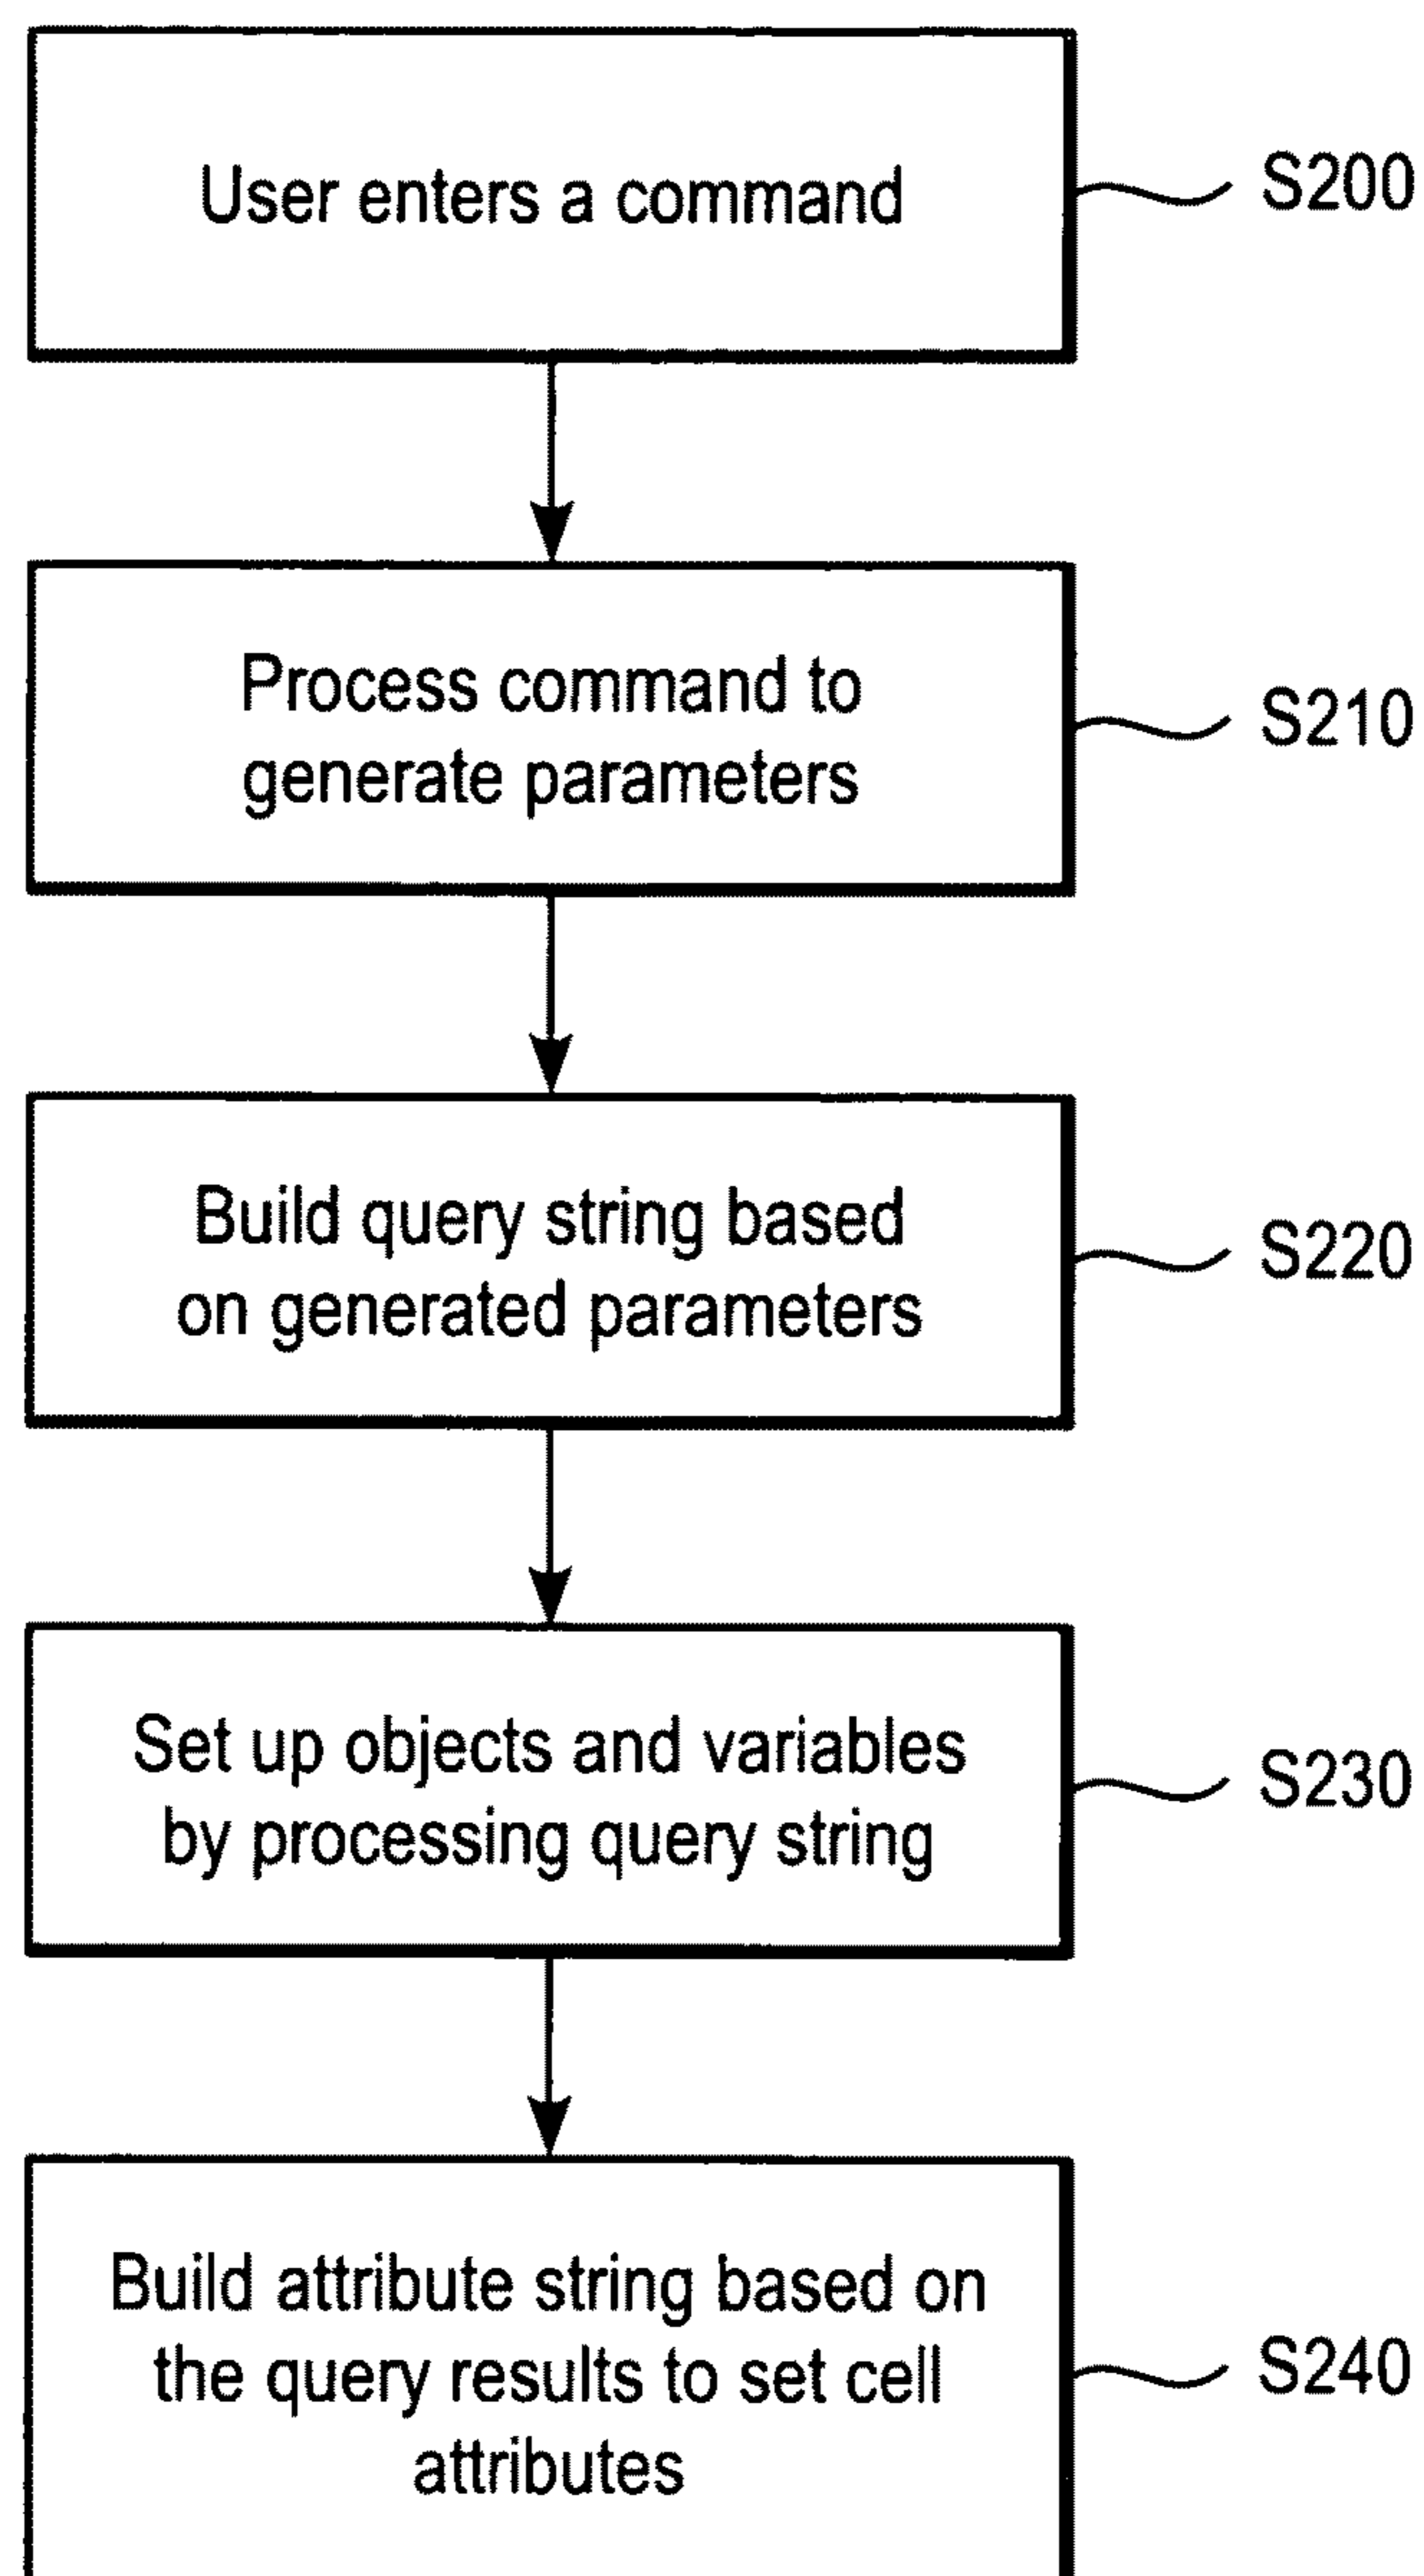 User enters a command
S200
Process command to
generate parameters
S210
Build query string based
on generated parameters
S220
Set up objects and variables
by processing query string
S230
Build attribute string based on
the query results to set cell
attributes
S240